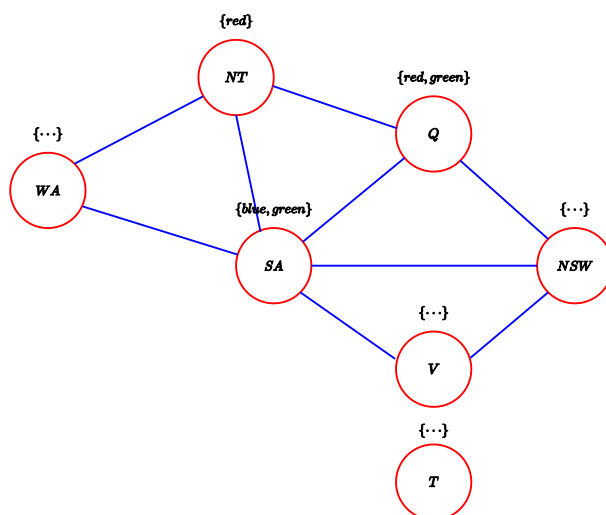 {red}
NT
{red, green}
Q
{···}
WA
{blue, green}
SA
{···}
NSW
{···}
V
{···}
T